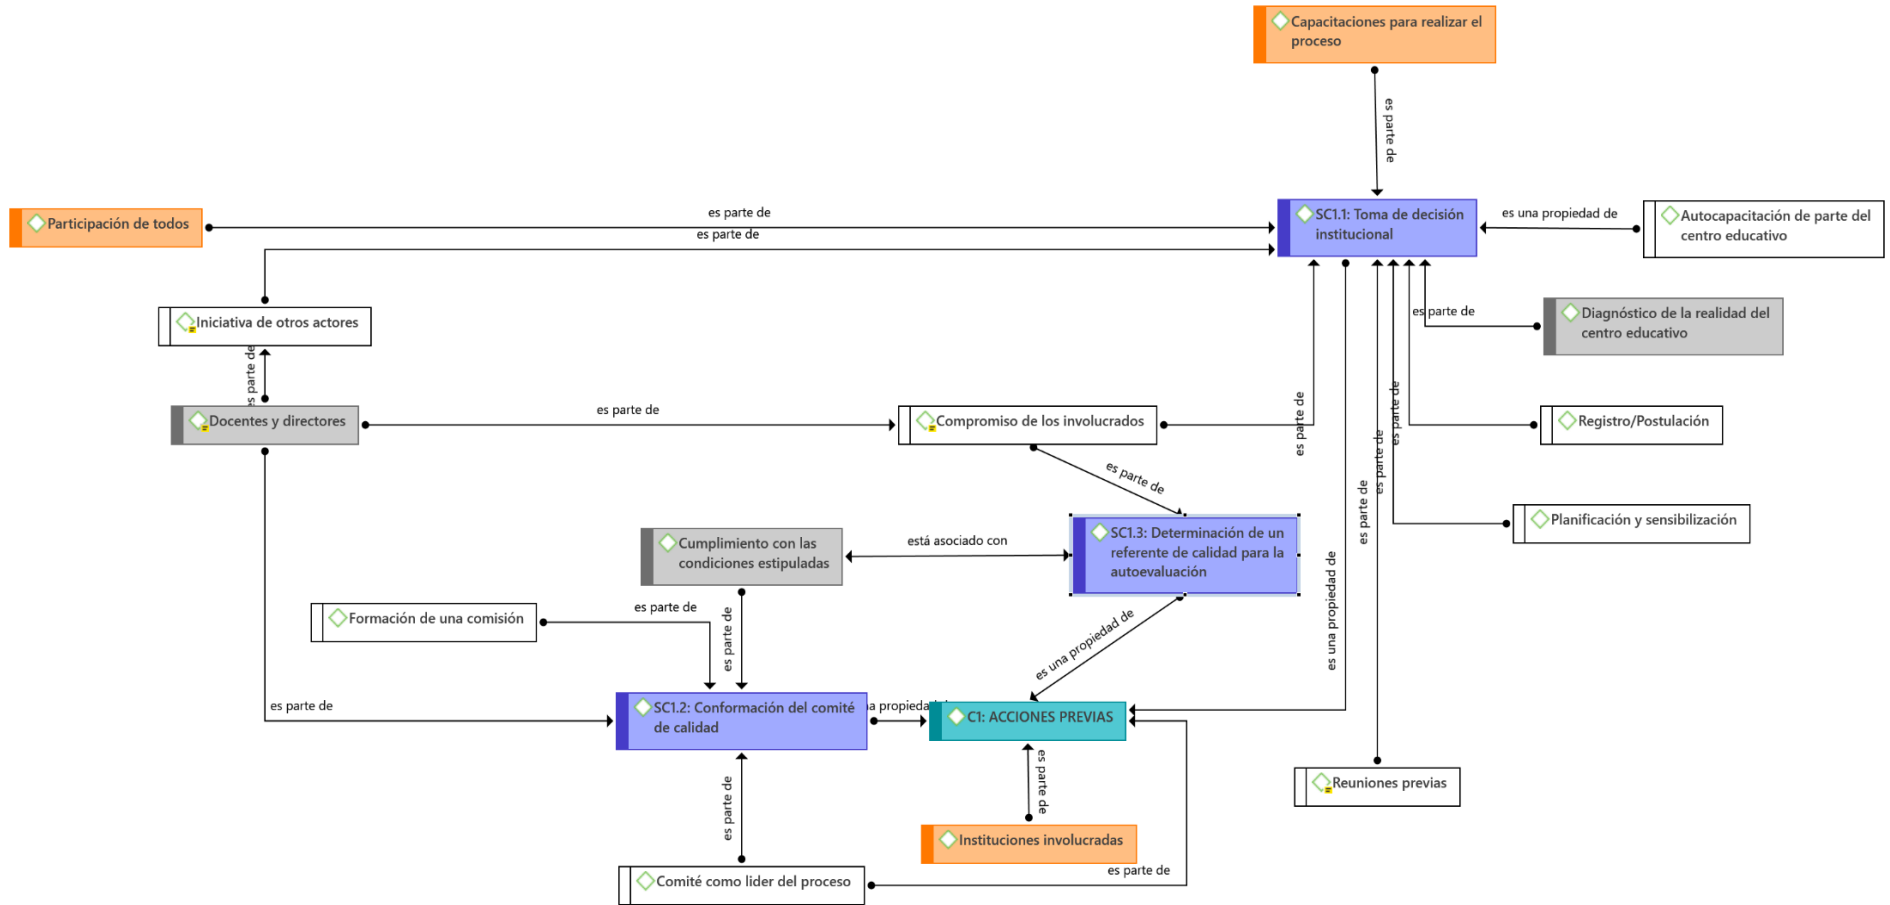 Capacitaciones para realizar el
proceso
es parte de
Participación de todos
es parte de
es parte de
SC1.1: Toma de decisión
institucional
es una propiedad de
Autocapacitación de parte del
centro educativo
Iniciativa de otros actores
es parte de
Diagnóstico de la realidad del
centro educativo
es parte de
Docentes y directores
es parte de
Compromiso de los involucrados
es parte de
es parte de
Registro/Postulación
es parte de
es parte de
es parte de
Planificación y sensibilización
es parte de
SC1.3: Determinación de un
referente de calidad para la
autoevaluación
está asociado con
Cumplimiento con las
condiciones estipuladas
Formación de una comisión
es parte de
es parte de
es una propiedad de
es una propiedad de
es parte de
SC1.2: Conformación del comité
de calidad
a propiedad
C1: ACCIONES PREVIAS
es parte de
es parte de
Reuniones previas
Instituciones involucradas
Comité como lider del proceso
es parte de